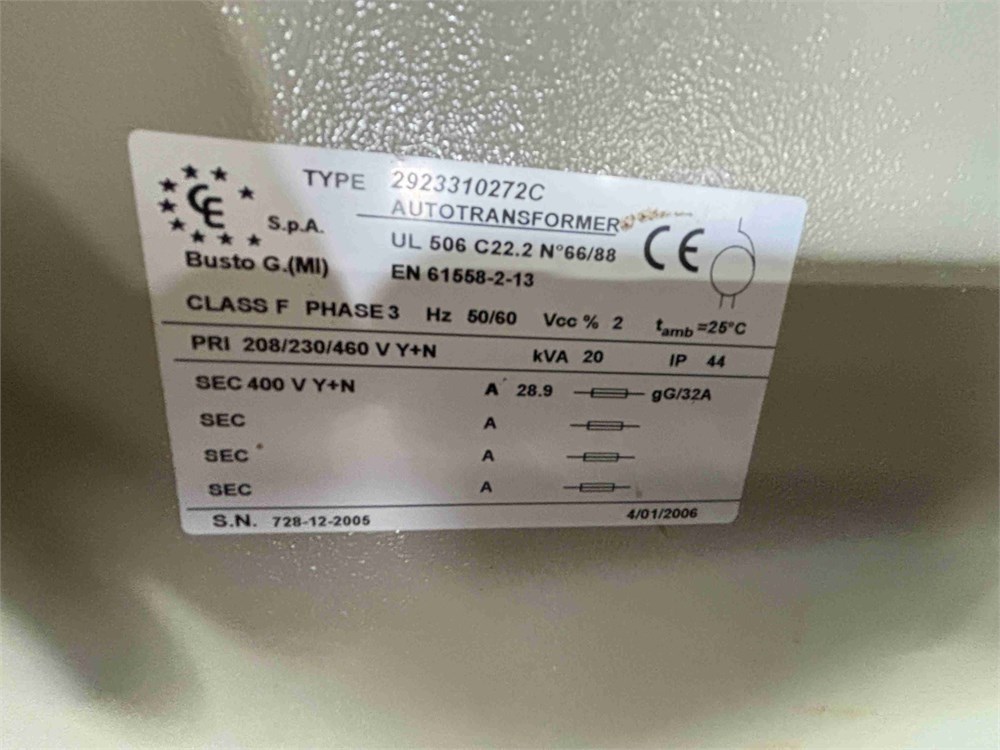 TYPE 2923310272C
CE S.p.A. AUTOTRANSFORMER CE
Busto G.(MI) UL 506 C22.2 N°66/88
EN 61558-2-13
CLASS F PHASE 3 Hz 50/60 Vcc % 2 tamb =25°C
PRI 208/230/460 V Y+N kVA 20 IP 44
SEC 400 V Y+N A 28.9 gG/32A
SEC A
SEC A
SEC A
S.N. 728-12-2005 4/01/2006